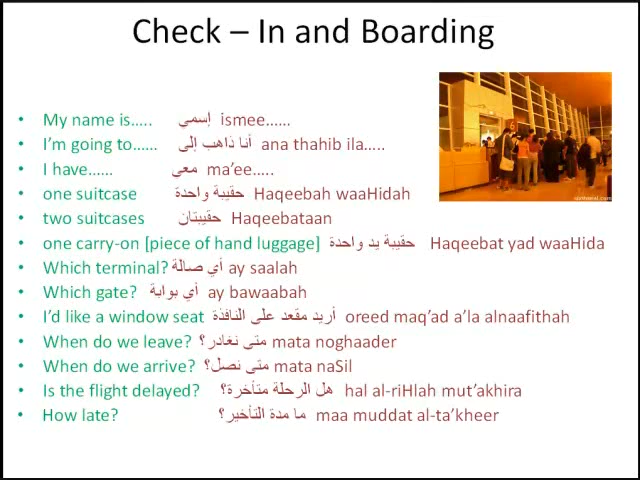 Check – In and Boarding
My name is….. إسمي ismee……
I'm going to…… أنا ذاهب إلى ana thahib ila…..
I have…… معى ma'ee…..
one suitcase حقيبة واحدة Haqeebah waaHidah
two suitcases حقيبتان Haqeebataan
one carry-on [piece of hand luggage] حقيبة يد واحدة Haqeebat yad waaHida
Which terminal? أي صالة ay saalah
Which gate? أي بوابة ay bawaabah
I'd like a window seat أريد مقعد على النافذة oreed maq'ad a'la alnaafithah
When do we leave? متى نغادر؟ mata noghaader
When do we arrive? متى نصل؟ mata naSil
Is the flight delayed? هل الرحلة متأخرة؟ hal al-riHlah mut'akhira
How late? ما مدة التأخير؟ maa muddat al-ta'kheer